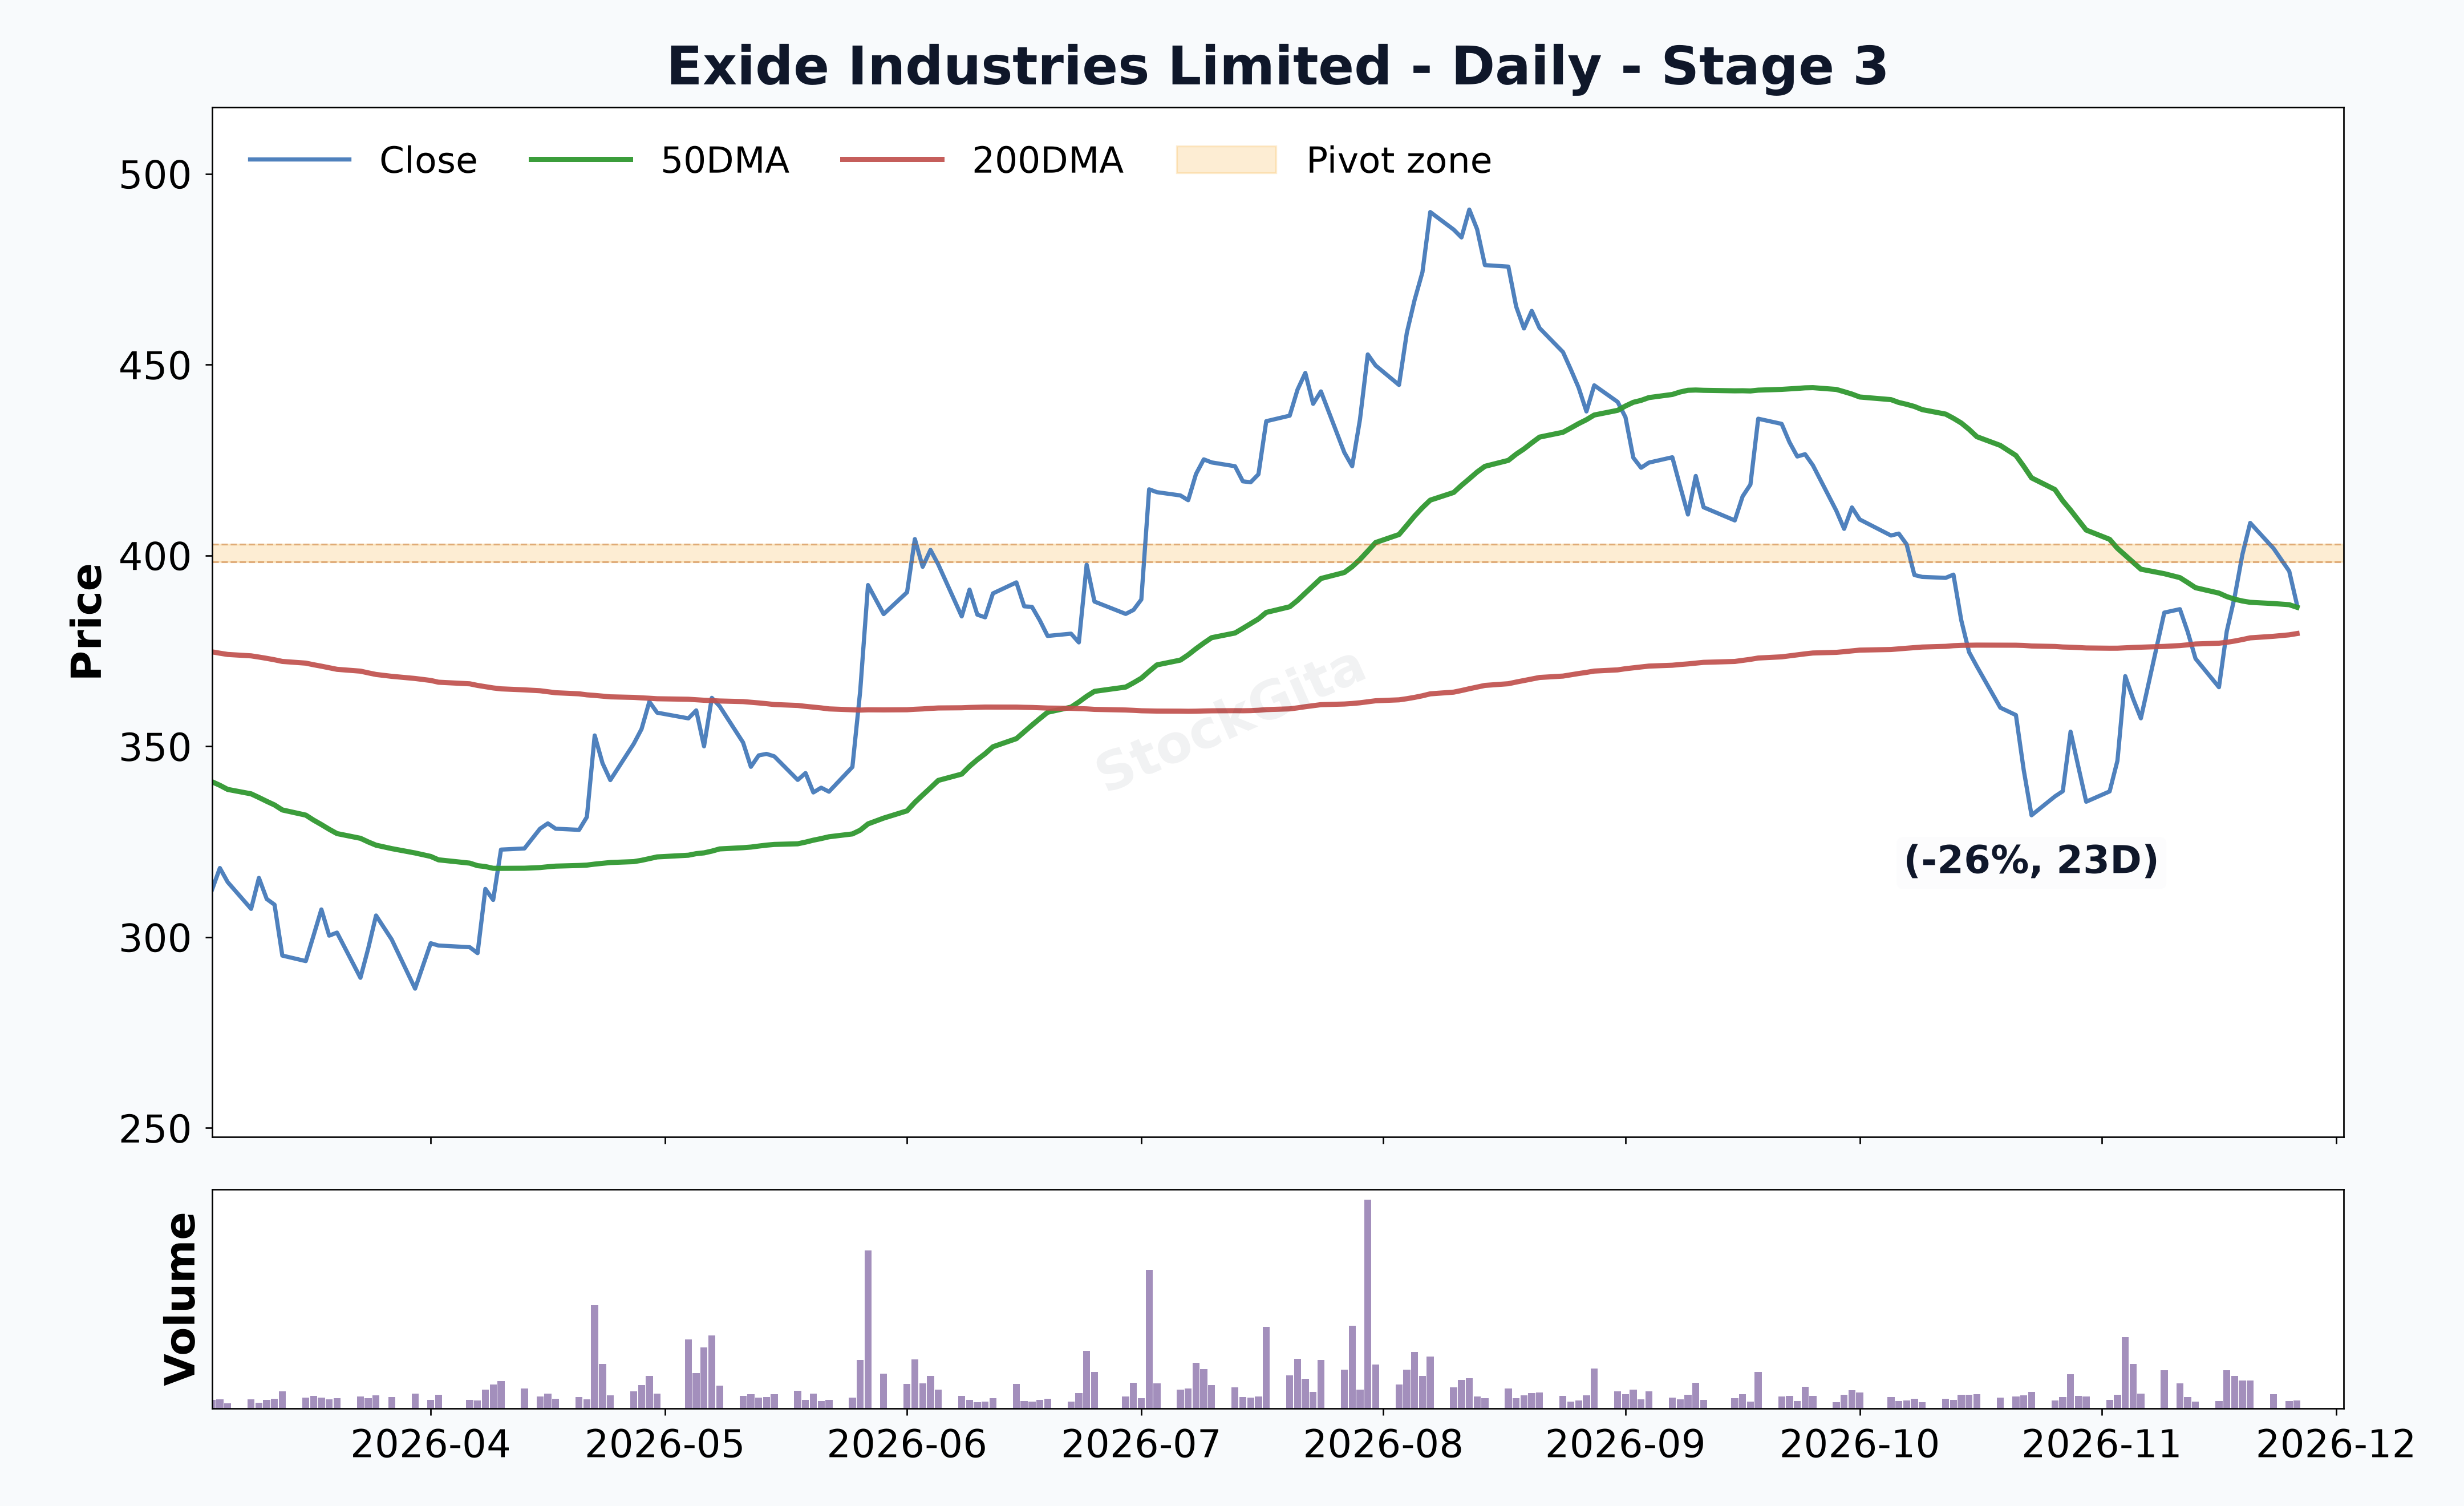 Exide Industries Limited - Daily - Stage 3
Close 50DMA 200DMA Pivot zone
Price
500
450
400
350
300
250
StockGita
(-26%, 23D)
Volume
2026-04 2026-05 2026-06 2026-07 2026-08 2026-09 2026-10 2026-11 2026-12